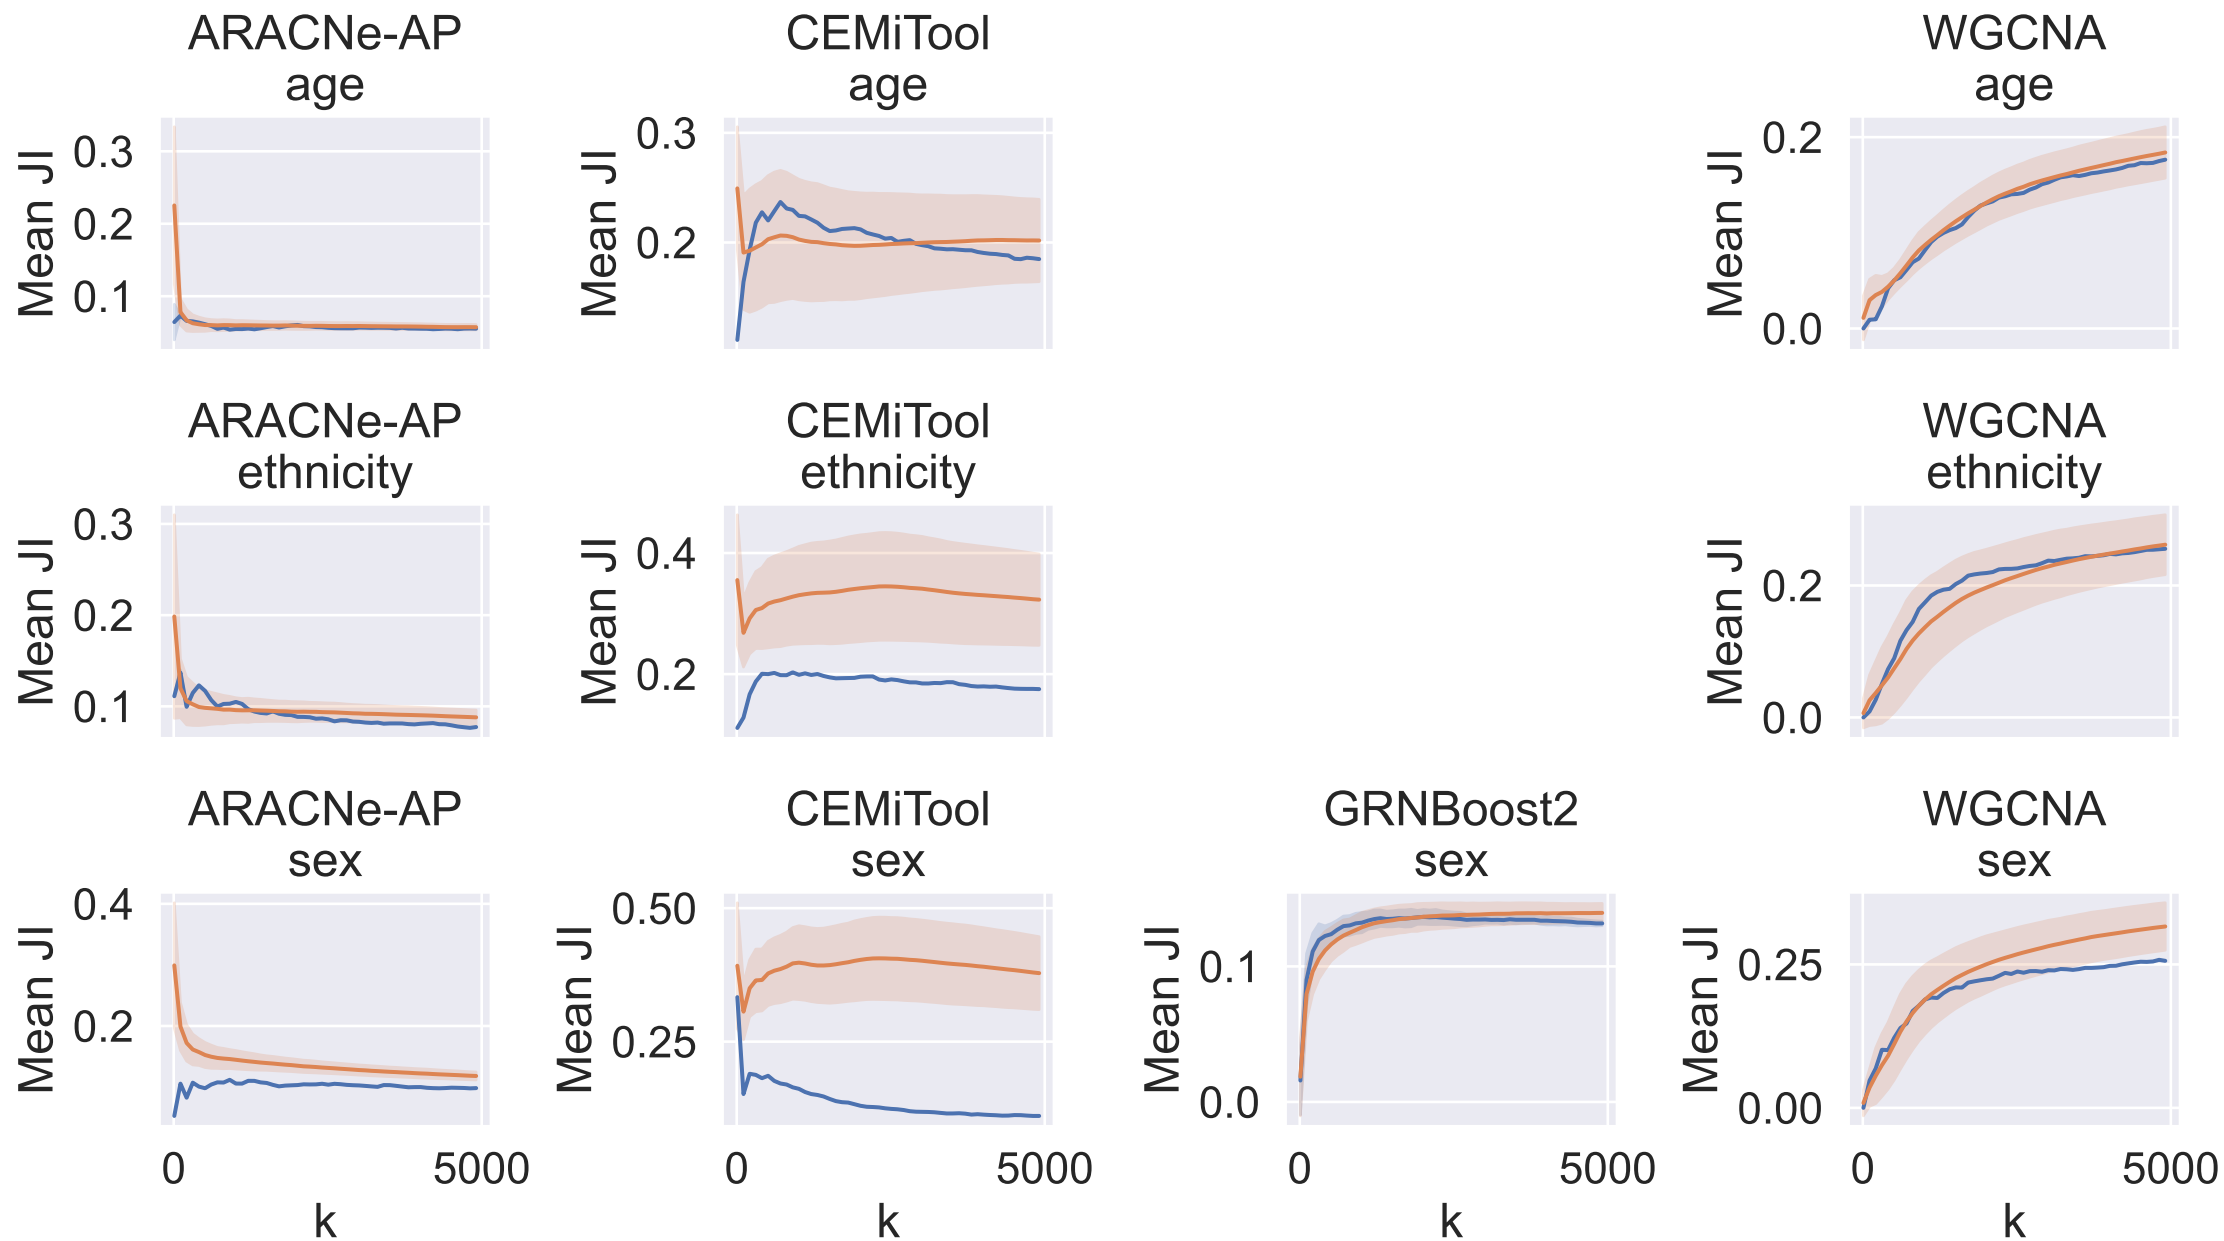 ARACNe-AP
age
Mean JI
0.3
0.2
0.1
CEMiTool
age
Mean JI
0.3
0.2
WGCNA
age
Mean JI
0.2
0.0
ARACNe-AP
ethnicity
Mean JI
0.3
0.2
0.1
CEMiTool
ethnicity
Mean JI
0.4
0.2
WGCNA
ethnicity
Mean JI
0.2
0.0
ARACNe-AP
sex
Mean JI
0.4
0.2
0
5000
k
CEMiTool
sex
Mean JI
0.50
0.25
0
5000
k
GRNBoost2
sex
Mean JI
0.1
0.0
0
5000
k
WGCNA
sex
Mean JI
0.25
0.00
0
5000
k